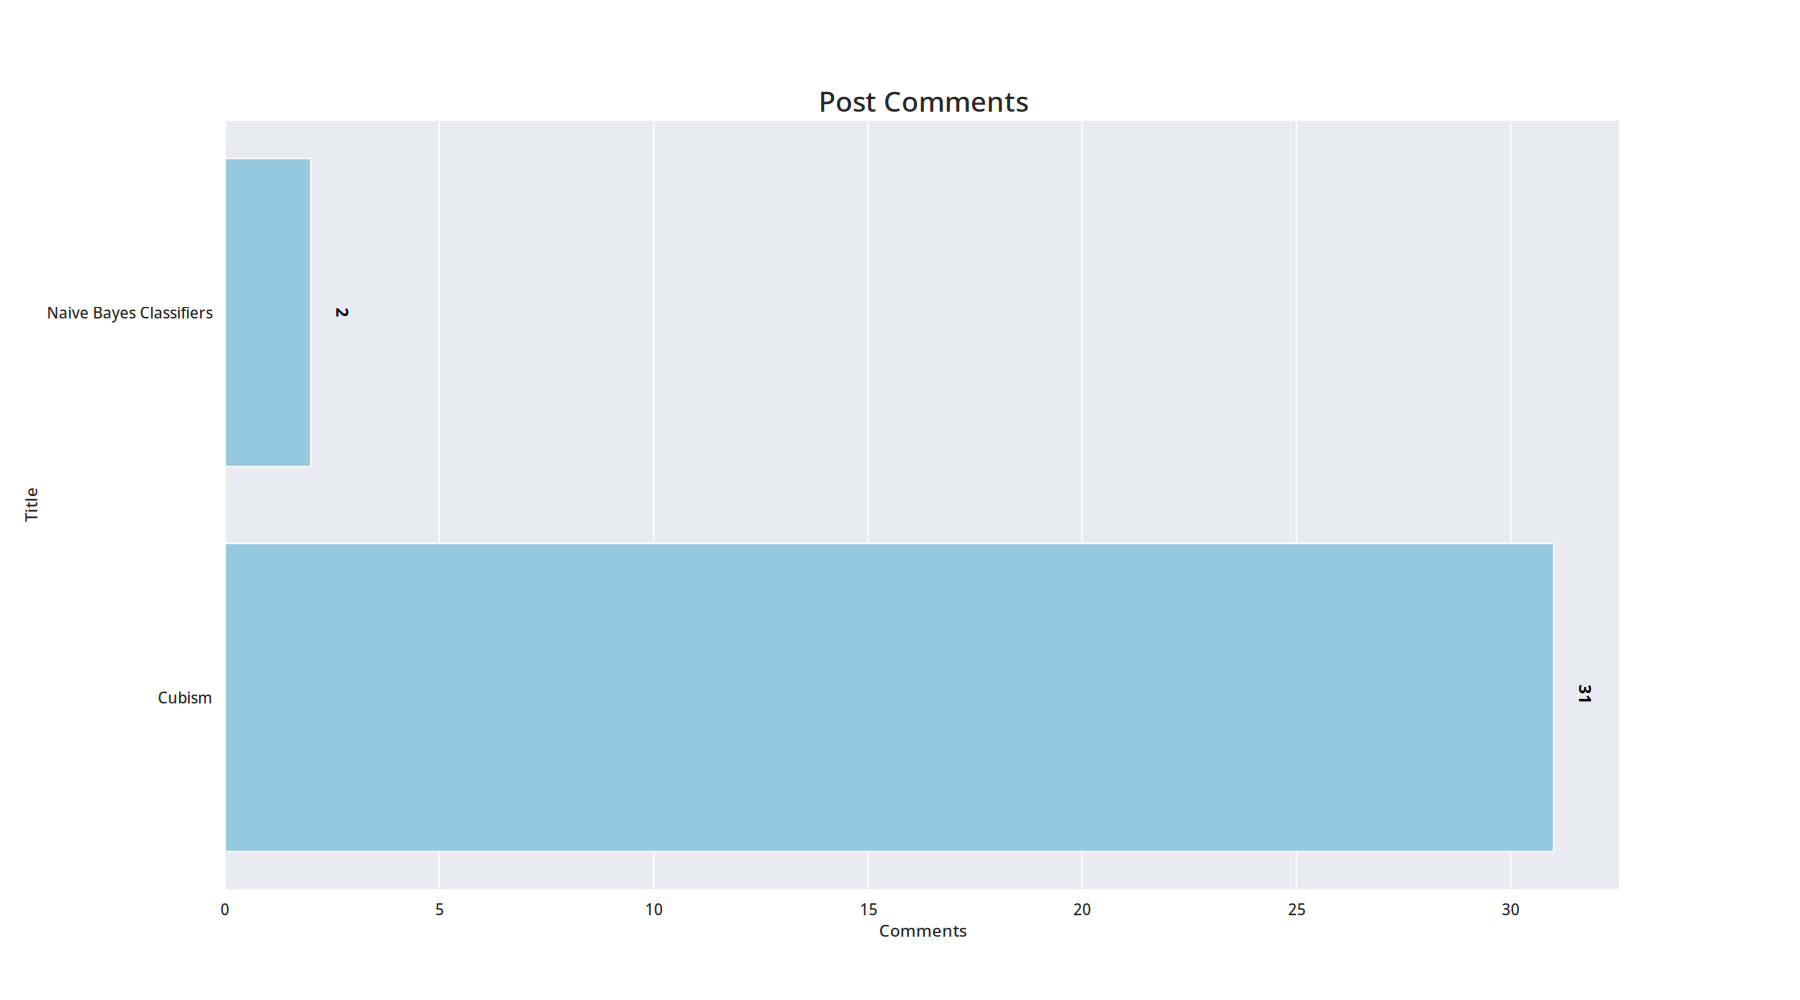 Post Comments
Naive Bayes Classifiers
2
Title
Cubism
31
0 5 10 15 20 25 30
Comments